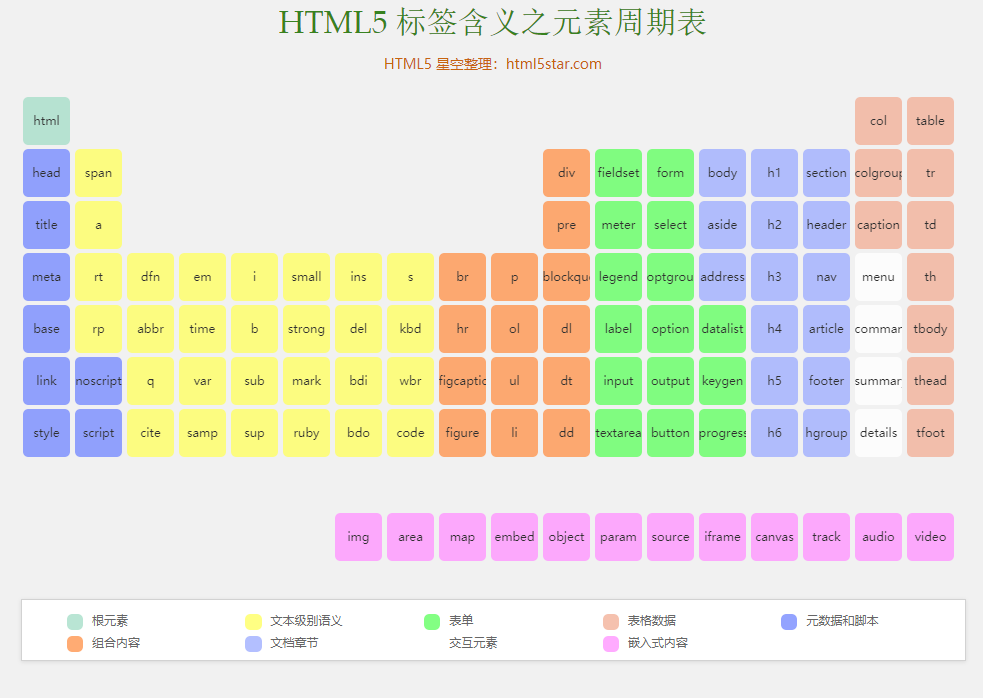 HTML5 标签含义之元素周期表
HTML5 星空整理：html5star.com
html col table
head span div fieldset form body h1 section colgroup tr
title a pre meter select aside h2 header caption td
meta rt dfn em i small ins s br p blockqu legend optgrou address h3 nav menu th
base rp abbr time b strong del kbd hr ol dl label option datalist h4 article commar tbody
link noscript q var sub mark bdi wbr figcaptic ul dt input output keygen h5 footer summar thead
style script cite samp sup ruby bdo code figure li dd textarea button progress h6 hgroup details tfoot
img area map embed object param source iframe canvas track audio video
根元素 文本级别语义 表单 表格数据 元数据和脚本
组合内容 文档章节 交互元素 嵌入式内容